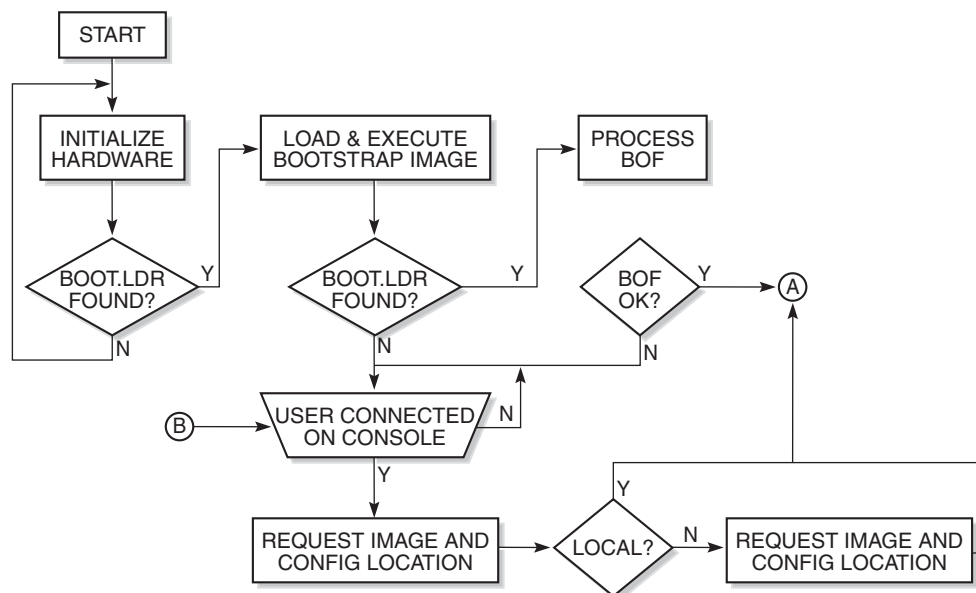 START
INITIALIZE
HARDWARE
LOAD & EXECUTE
BOOTSTRAP IMAGE
PROCESS
BOF
BOOT.LDR
FOUND?
Y
N
BOOT.LDR
FOUND?
Y
N
BOF
OK?
Y
N
A
B
USER CONNECTED
ON CONSOLE
N
Y
REQUEST IMAGE AND
CONFIG LOCATION
LOCAL?
Y
N
REQUEST IMAGE AND
CONFIG LOCATION